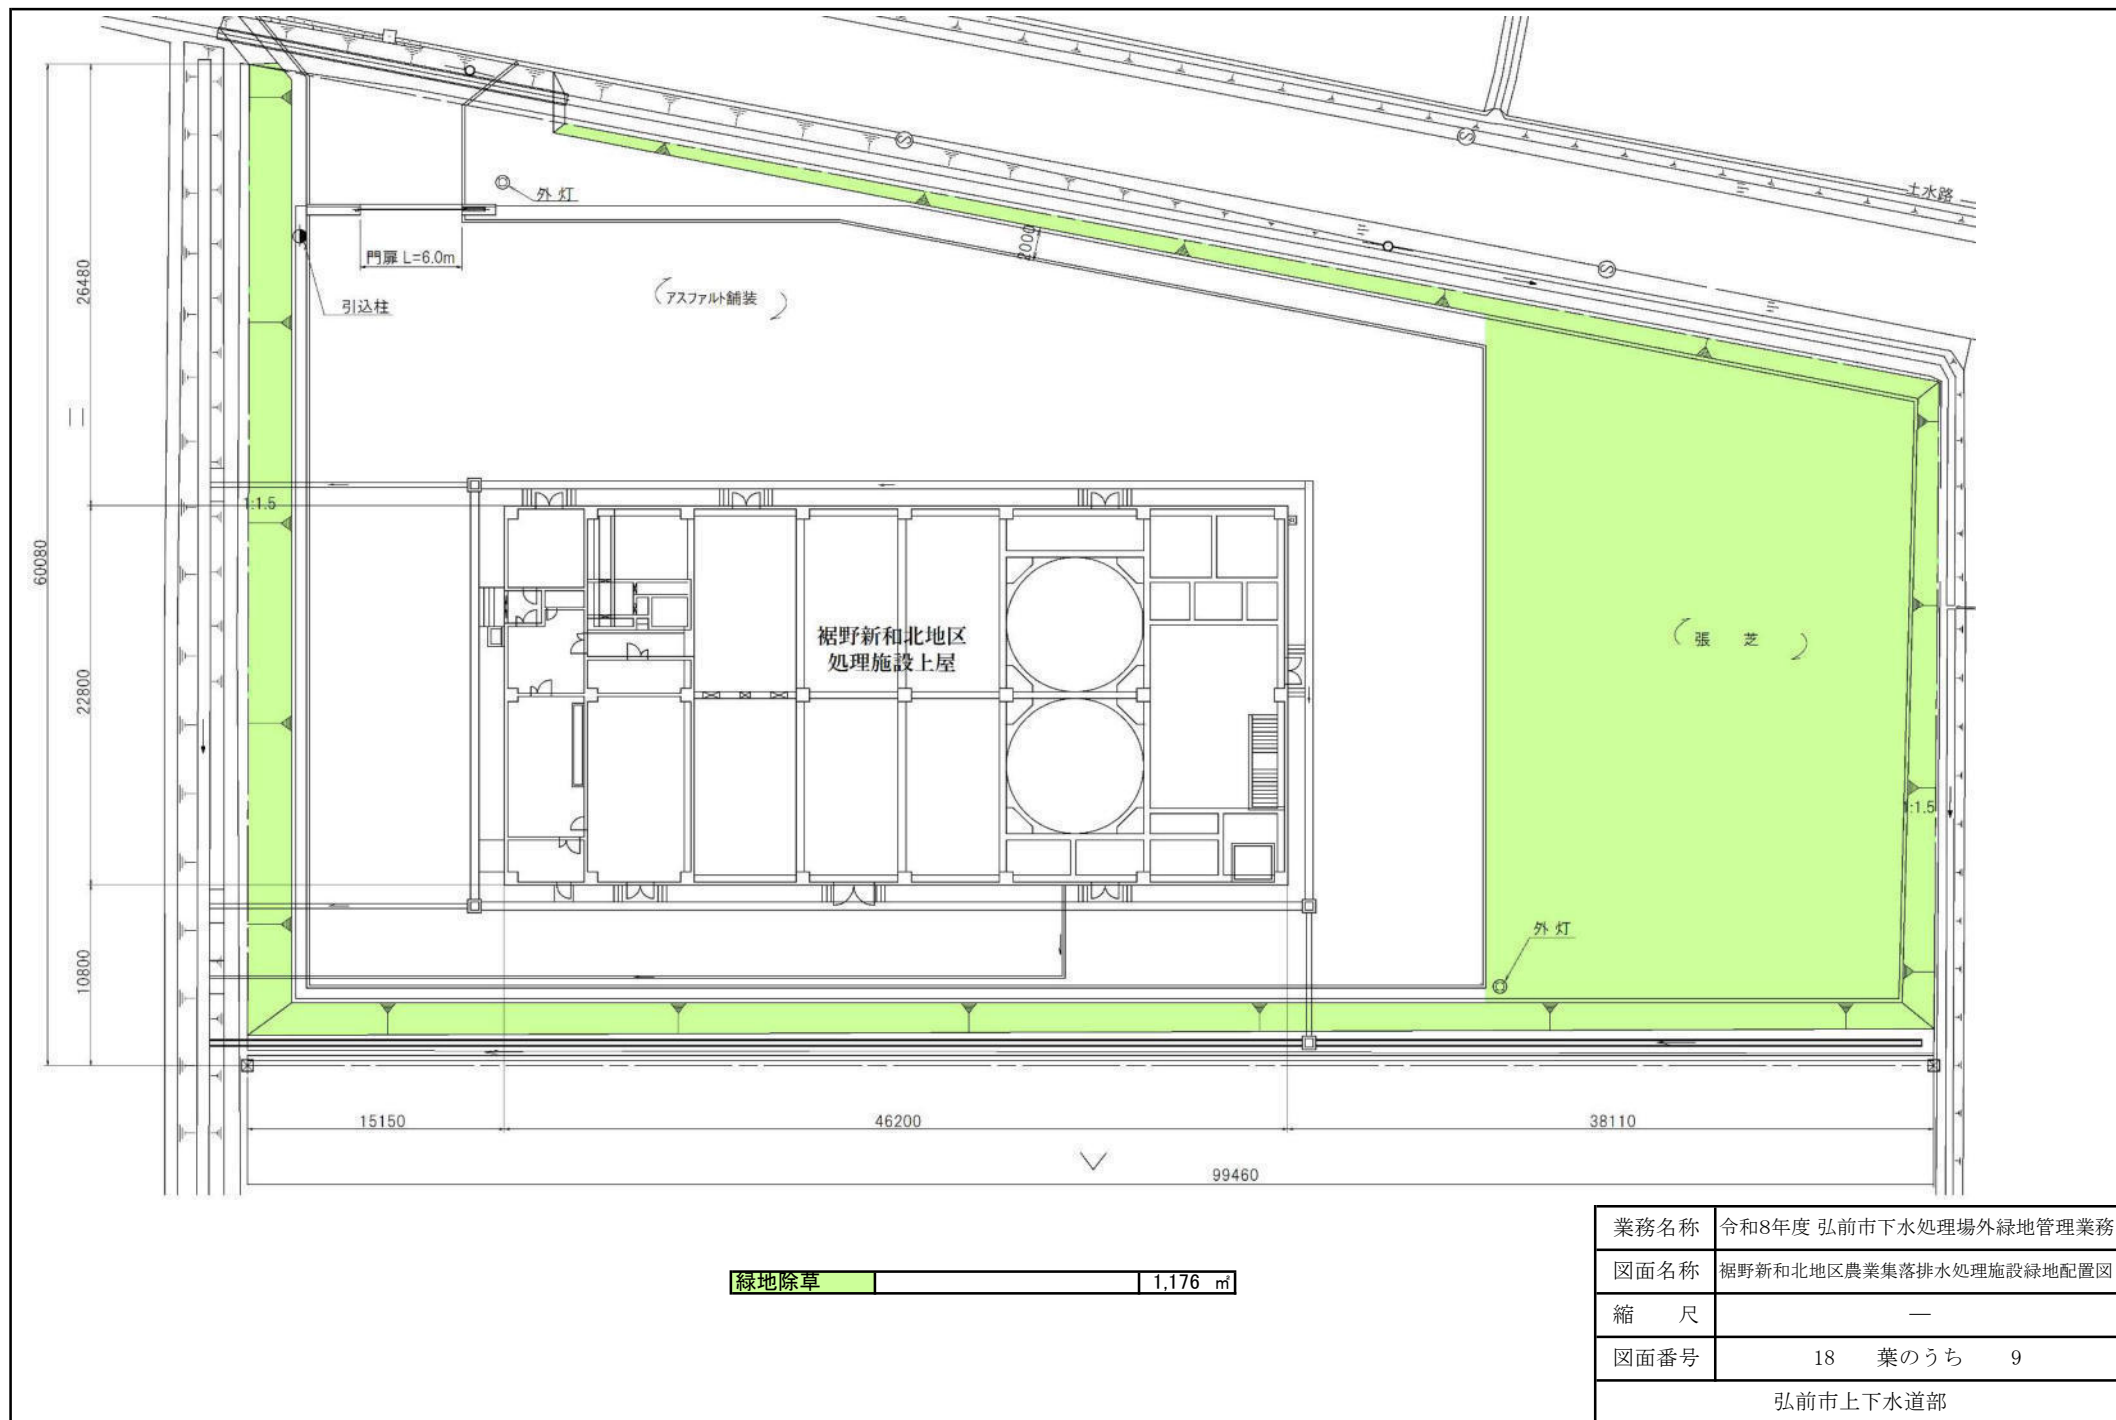 土水路
外 灯
門扉 L=6.0m
引込柱
アスファルト舗装
2000
26480
60080
22800
10800
1:1.5
裾野新和北地区
処理施設上屋
張 芝
1:1.5
外 灯
15150
46200
38110
99460
緑地除草 1,176 ㎡
業務名称 令和8年度 弘前市下水処理場外緑地管理業務
図面名称 裾野新和北地区農業集落排水処理施設緑地配置図
縮 尺 ―
図面番号 18 葉のうち 9
弘前市上下水道部